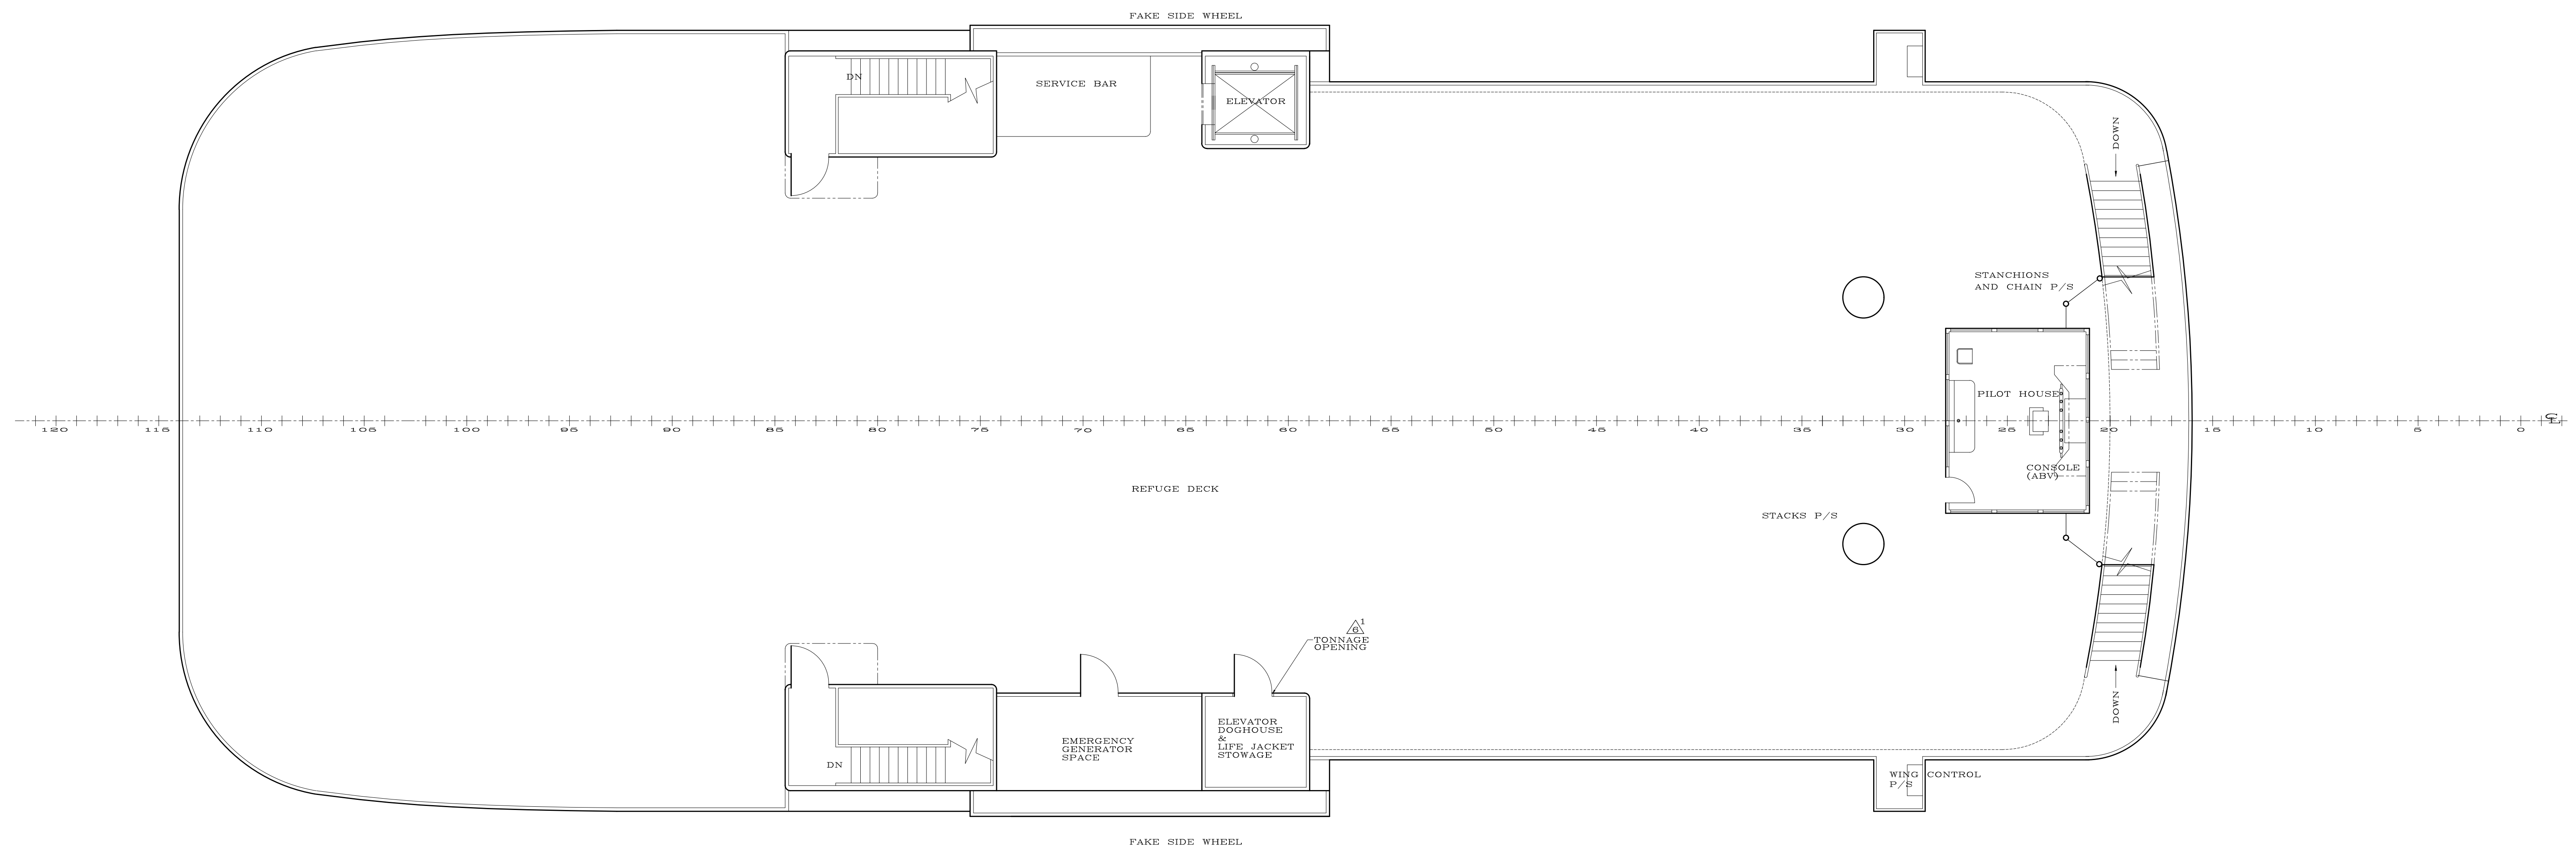 FAKE SIDE WHEEL
DN
SERVICE BAR
ELEVATOR
DOWN
STANCHIONS
AND CHAIN P/S
PILOT HOUSE
120 115 110 105 100 95 90 85 80 75 70 65 60 55 50 45 40 35 30 25 20 15 10 5 0
CL
CONSOLE
(ABV)
REFUGE DECK
STACKS P/S
6 1
TONNAGE
OPENING
DOWN
ELEVATOR
DOGHOUSE
&
LIFE JACKET
STOWAGE
EMERGENCY
GENERATOR
SPACE
DN
WING CONTROL
P/S
FAKE SIDE WHEEL